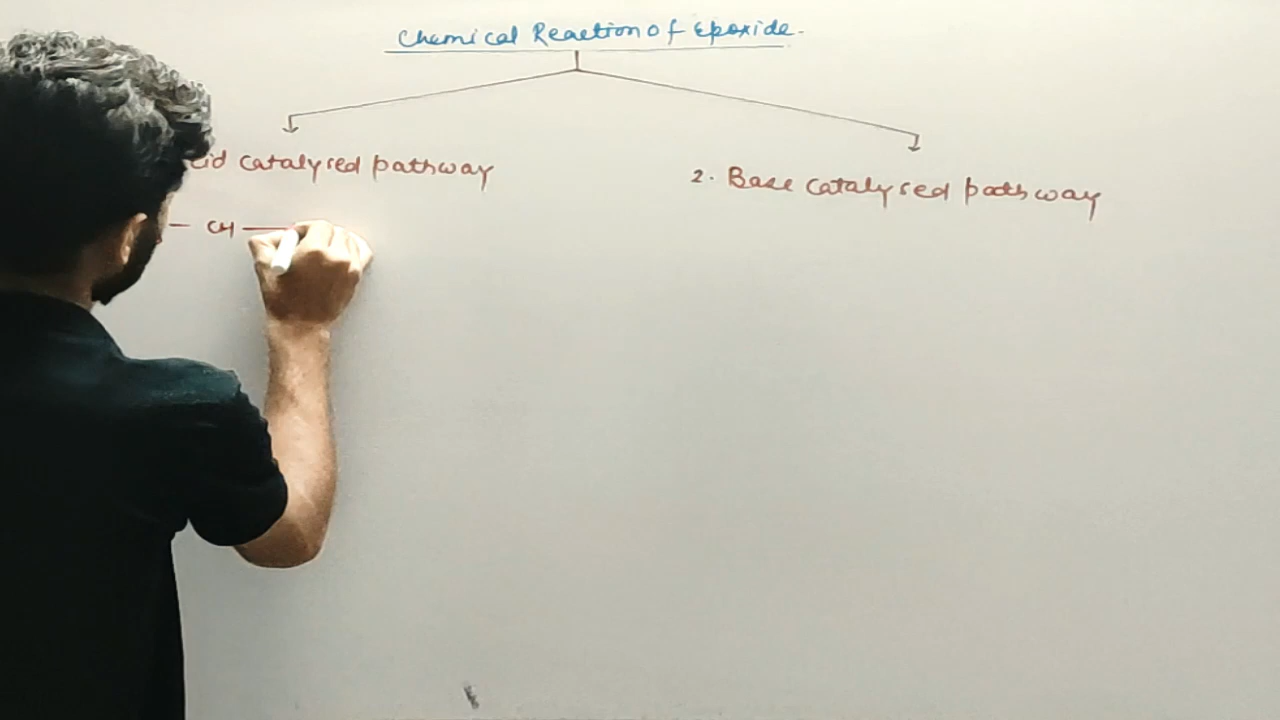 Chemical Reaction of Epoxide.
cid catalysed pathway
2. Base catalysed pathway
— CH —